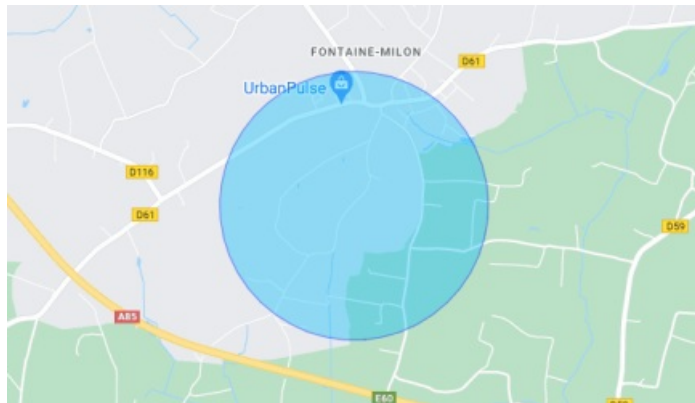 FONTAINE-MILON
D61
UrbanPulse
D116
D61
D59
A85
E60